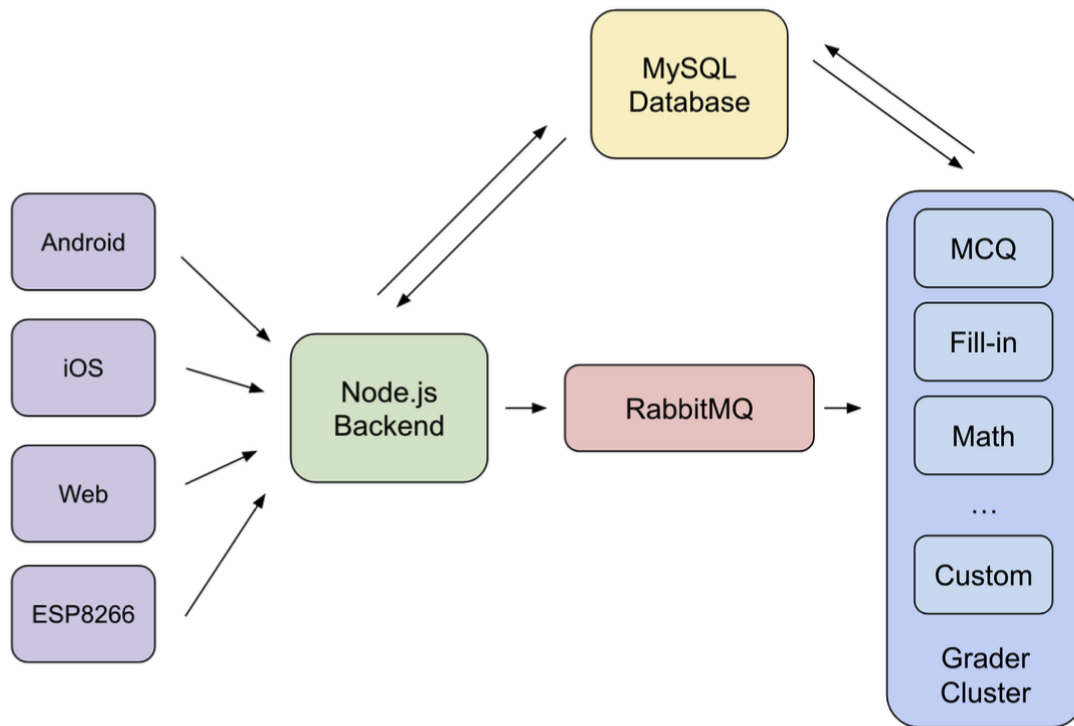 MySQL
Database
Android
iOS
Web
ESP8266
Node.js
Backend
RabbitMQ
MCQ
Fill-in
Math
...
Custom
Grader
Cluster